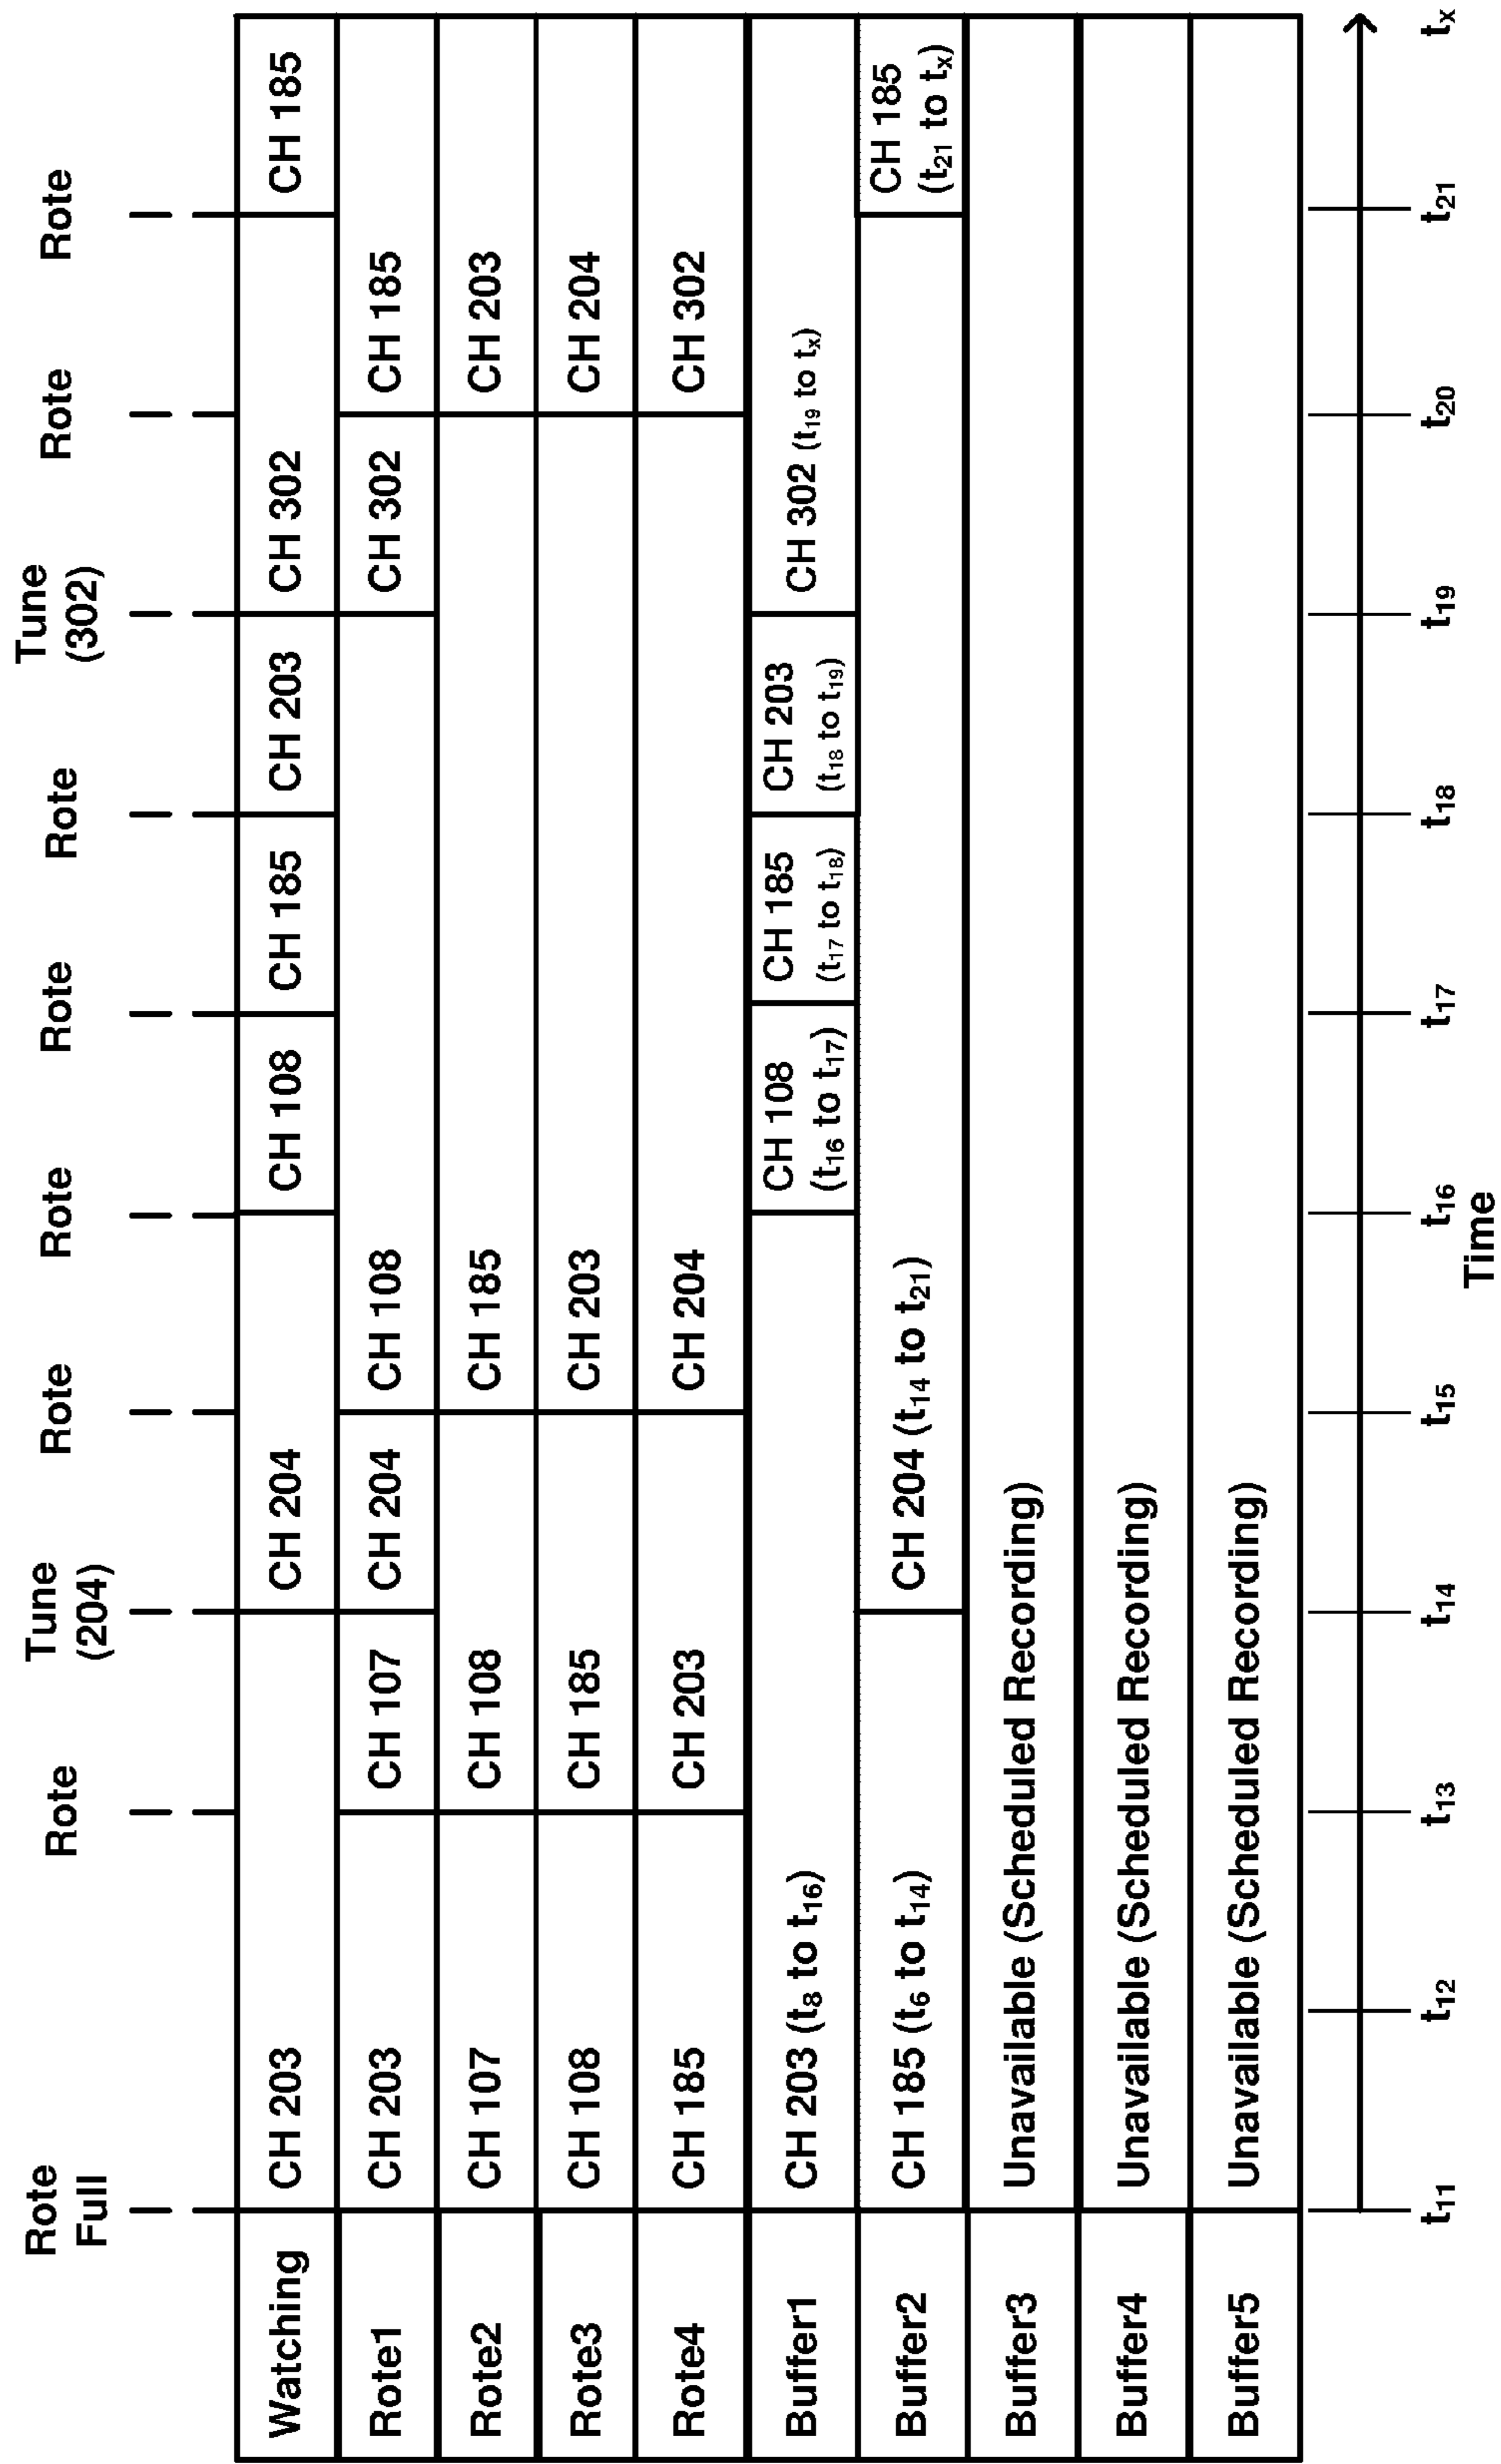 Rote Full
Rote
Tune (204)
Rote
Rote
Rote
Rote
Tune (302)
Rote
Rote
Watching
CH 203
CH 204
CH 108
CH 185
CH 203
CH 302
CH 185
Rote1
CH 203
CH 107
CH 204
CH 108
CH 302
CH 185
Rote2
CH 107
CH 108
CH 185
CH 203
Rote3
CH 108
CH 185
CH 203
CH 204
Rote4
CH 185
CH 203
CH 204
CH 302
Buffer1
CH 203 (t8 to t16)
CH 108
(t16 to t17)
CH 185
(t17 to t18)
CH 203
(t18 to t19)
CH 302 (t19 to tx)
Buffer2
CH 185 (t6 to t14)
CH 204 (t14 to t21)
CH 185
(t21 to tx)
Buffer3
Unavailable (Scheduled Recording)
Buffer4
Unavailable (Scheduled Recording)
Buffer5
Unavailable (Scheduled Recording)
t11
t12
t13
t14
t15
t16
t17
t18
t19
t20
t21
tx
Time